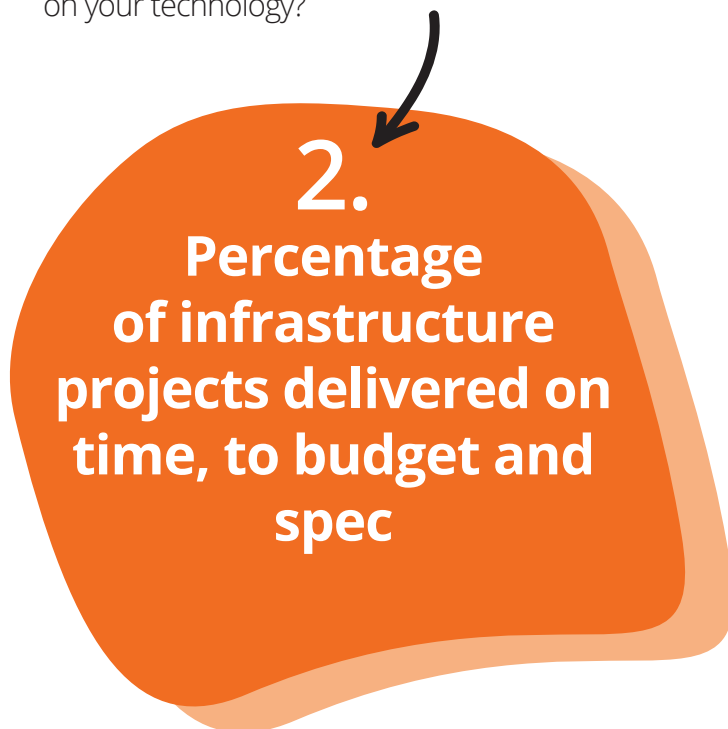 on your technology?
2.
Percentage
of infrastructure
projects delivered on
time, to budget and
spec